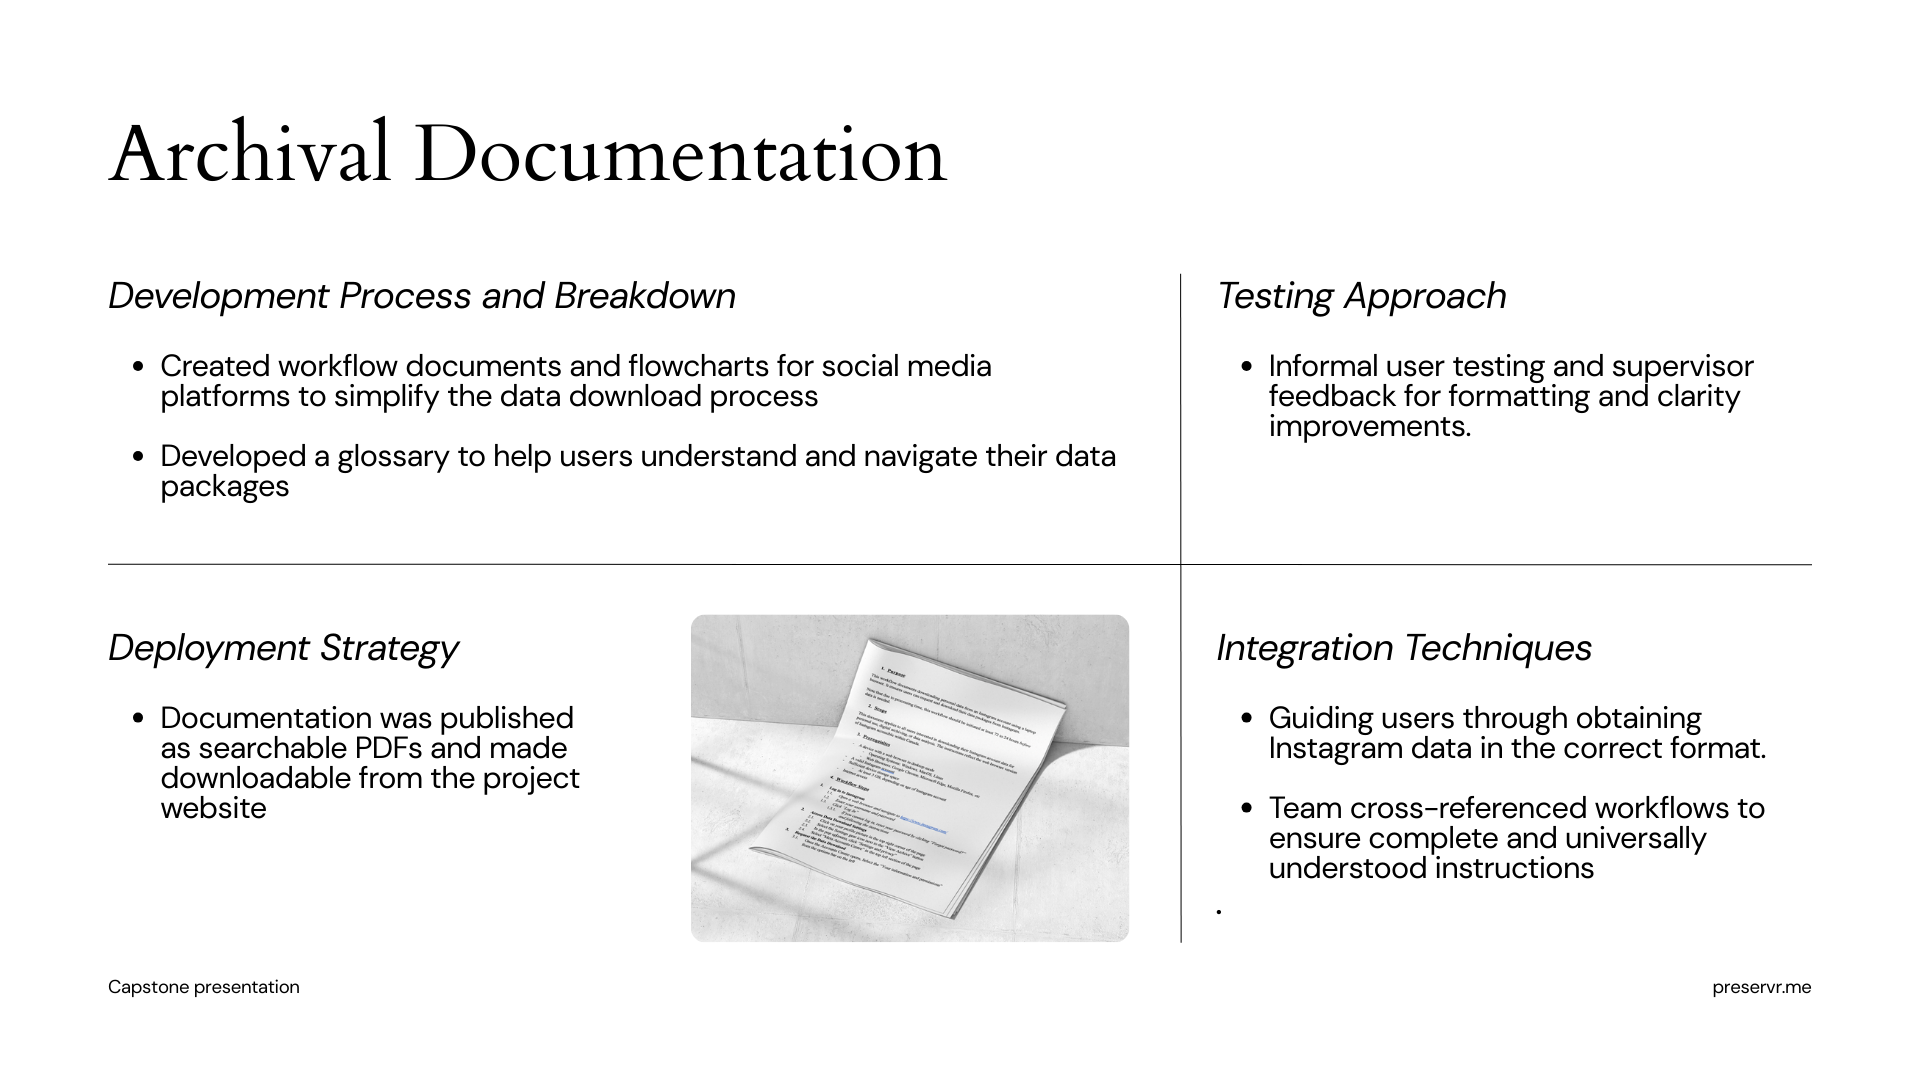 Archival Documentation
Development Process and Breakdown
• Created workflow documents and flowcharts for social media
platforms to simplify the data download process
• Developed a glossary to help users understand and navigate their data
packages
Testing Approach
• Informal user testing and supervisor
feedback for formatting and clarity
improvements.
Deployment Strategy
• Documentation was published
as searchable PDFs and made
downloadable from the project
website
1. Purpose
2. Scope
3. Prerequisites
4. Workflow Steps
Integration Techniques
• Guiding users through obtaining
Instagram data in the correct format.
• Team cross-referenced workflows to
ensure complete and universally
understood instructions
.
Capstone presentation
preservr.me